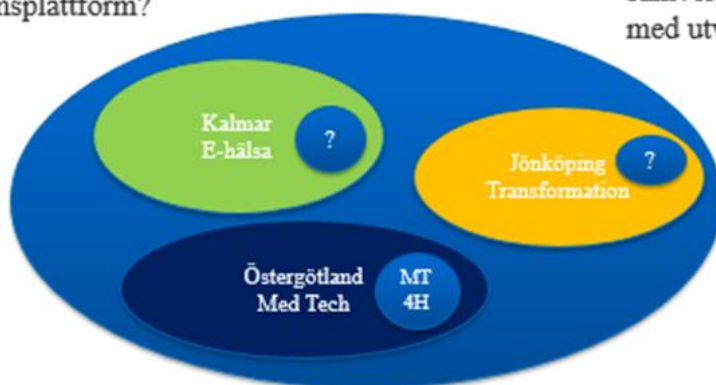 nsplattform?
med utv
Kalmar
E-hälsa
?
Jönköping
Transformation
?
Östergötland
Med Tech
MT
4H